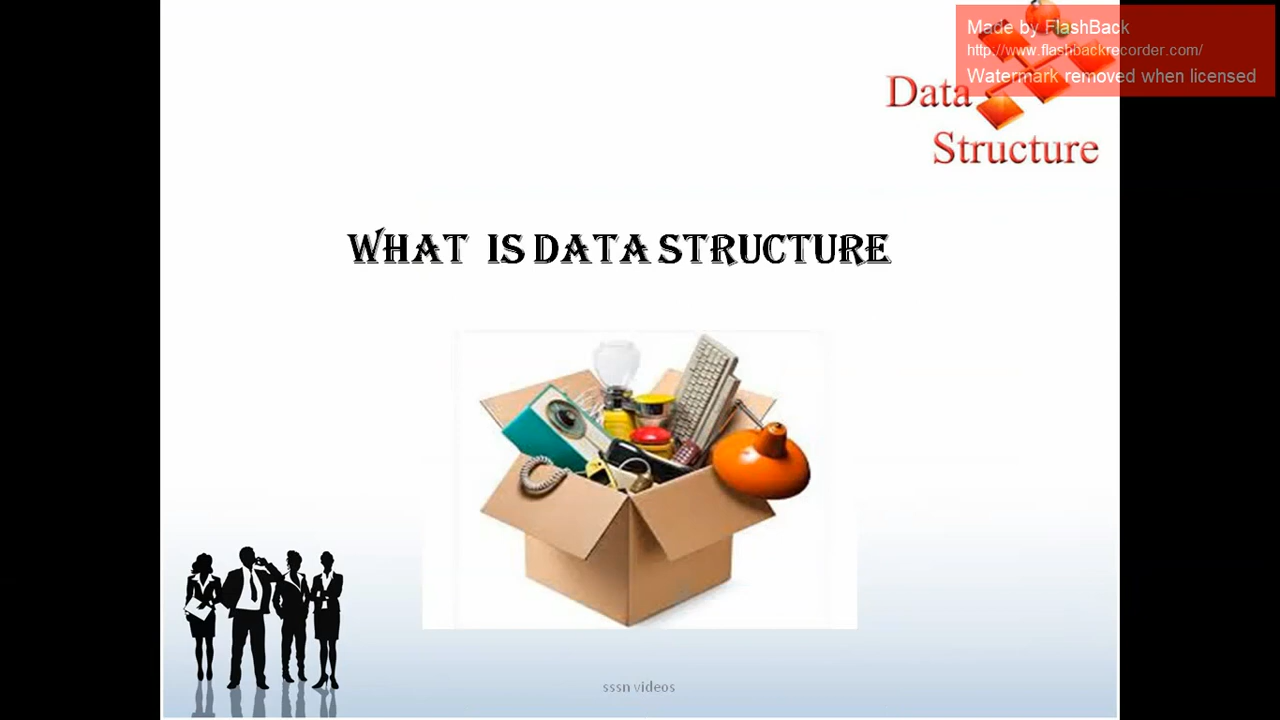 Made by FlashBack
http://www.flashbackrecorder.com/
Watermark removed when licensed
Data
Structure
WHAT IS DATA STRUCTURE
sssn videos